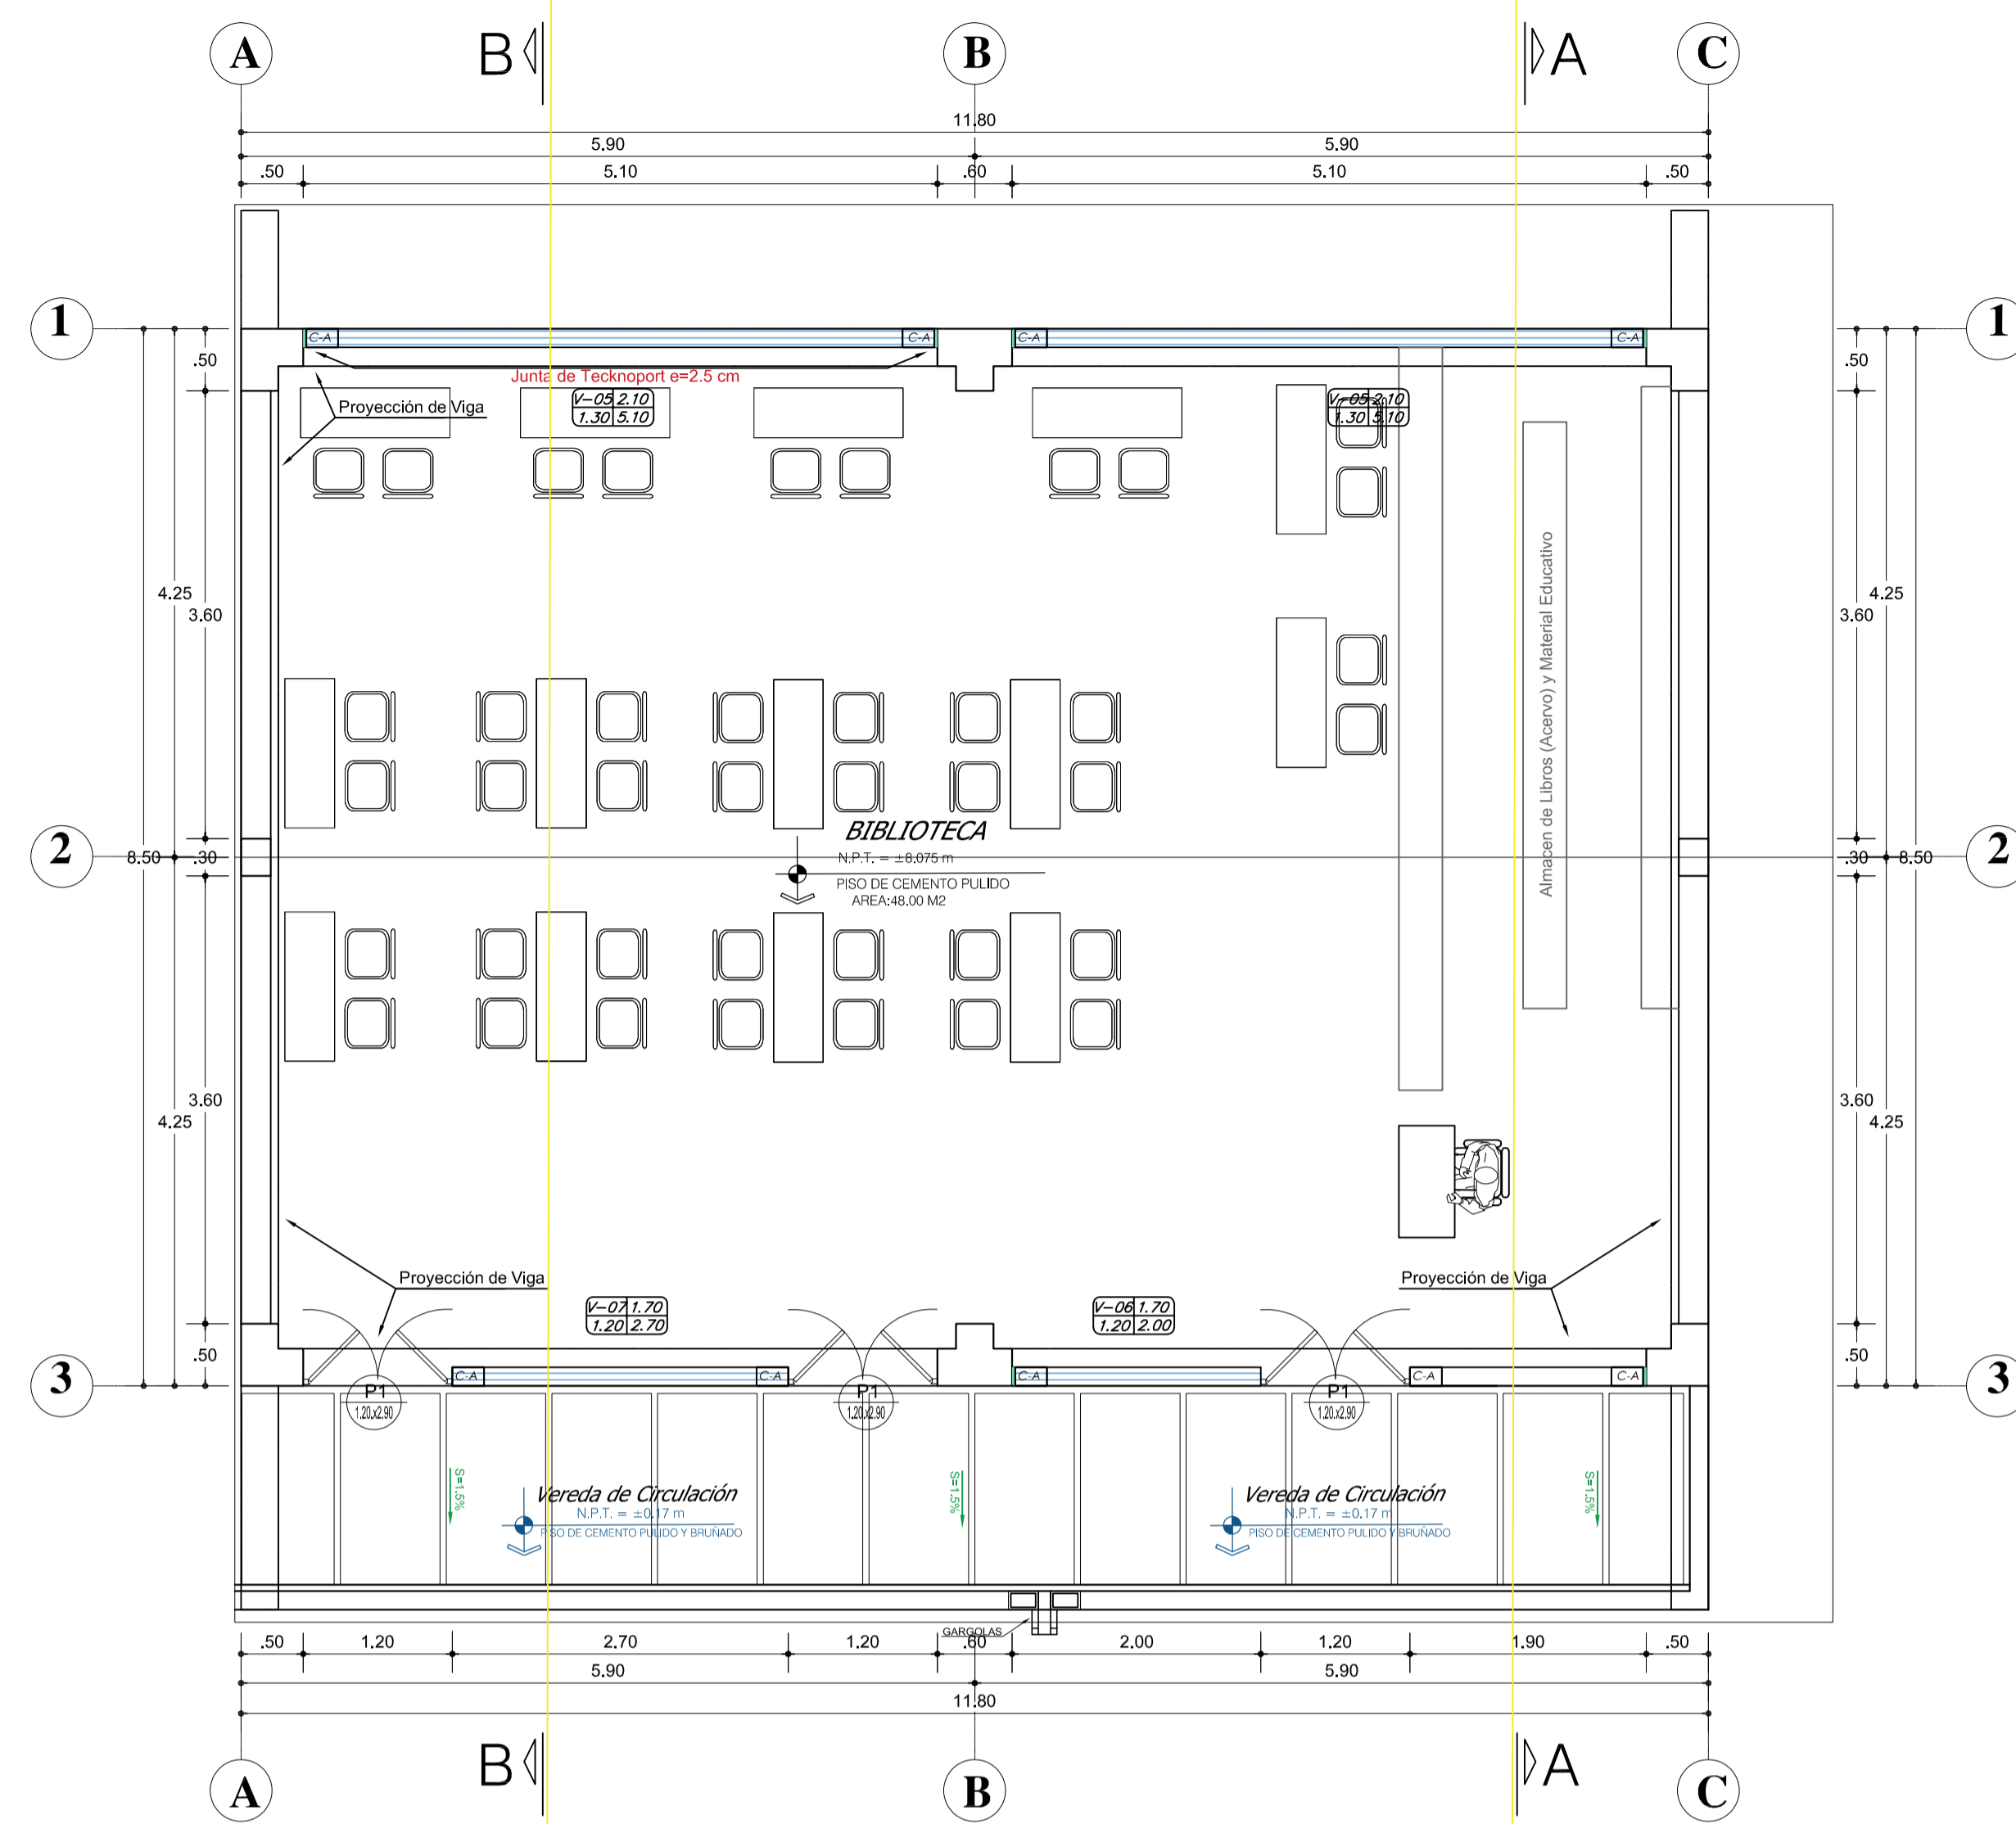 A B B A C
11.80
5.90 5.90
.50 5.10 .60 5.10 .50
1 1
C-A C-A C-A C-A
.50 .50
Junta de Tecknoport e=2.5 cm
V-05 2.10
1.30 5.10
V-05 2.10
1.30 5.10
Proyección de Viga
4.25 4.25
3.60 3.60
Almacen de Libros (Acervo) y Material Educativo
BIBLIOTECA
2 8.50 .30 .30 8.50 2
N.P.T. = ±8.075 m
PISO DE CEMENTO PULIDO
AREA:48.00 M2
3.60 3.60
4.25 4.25
Proyección de Viga Proyección de Viga
V-07 1.70
1.20 2.70
V-06 1.70
1.20 2.00
.50 .50
3 3
C-A C-A C-A C-A C-A
P1
1.20.x2.90
P1
1.20.x2.90
P1
1.20.x2.90
S=1.5% S=1.5% S=1.5%
Vereda de Circulación
N.P.T. = ±0.17 m
PISO DE CEMENTO PULIDO Y BRUÑADO
Vereda de Circulación
N.P.T. = ±0.17 m
PISO DE CEMENTO PULIDO Y BRUÑADO
GARGOLAS
.50 1.20 2.70 1.20 .60 2.00 1.20 1.90 .50
5.90 5.90
11.80
A B B A C